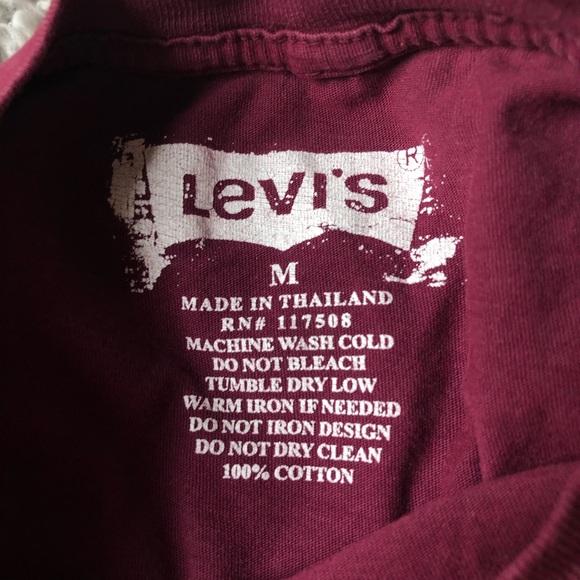 Levi's ®
M
MADE IN THAILAND
RN# 117508
MACHINE WASH COLD
DO NOT BLEACH
TUMBLE DRY LOW
WARM IRON IF NEEDED
DO NOT IRON DESIGN
DO NOT DRY CLEAN
100% COTTON